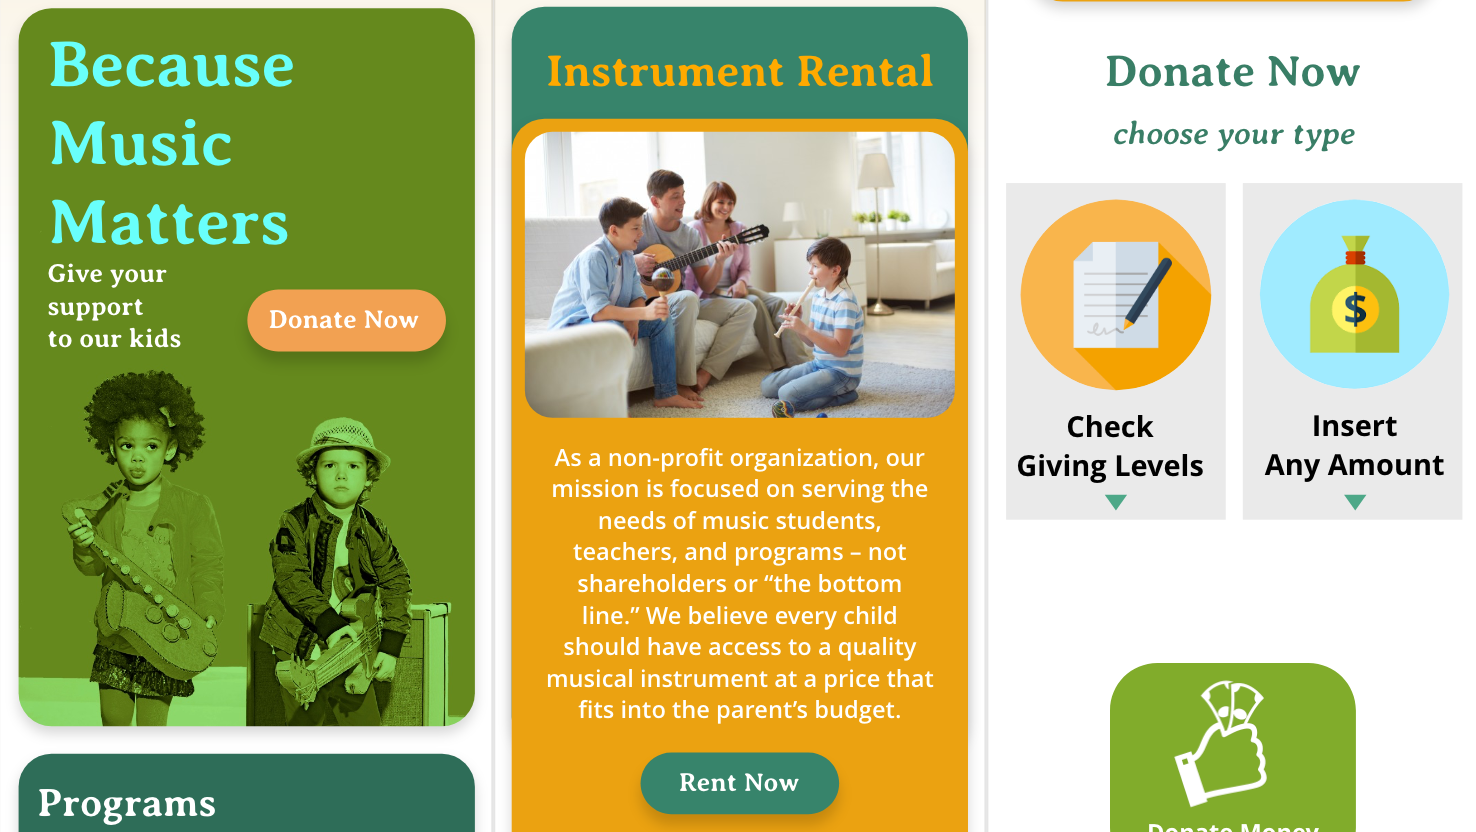 Because
Music
Matters
Give your
support
to our kids
Donate Now
Programs
Instrument Rental
As a non-profit organization, our
mission is focused on serving the
needs of music students,
teachers, and programs – not
shareholders or “the bottom
line.” We believe every child
should have access to a quality
musical instrument at a price that
fits into the parent’s budget.
Rent Now
Donate Now
choose your type
Check
Giving Levels
$
Insert
Any Amount
Donate Money